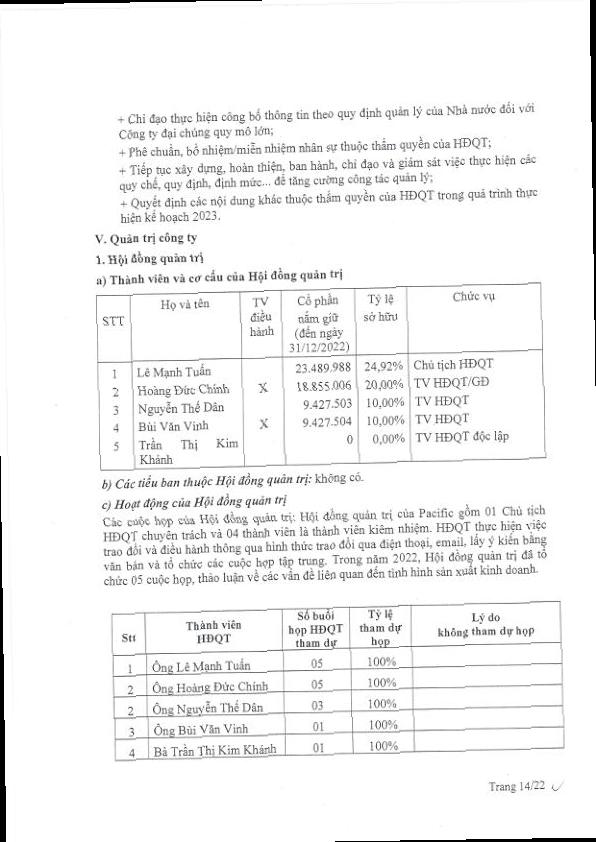 + Chỉ đạo thực hiện công bố thông tin theo quy định quản lý của Nhà nước đối với
Công ty đại chúng quy mô lớn;
+ Phê chuẩn, bổ nhiệm/miễn nhiệm nhân sự thuộc thẩm quyền của HĐQT;
+ Tiếp tục xây dựng, hoàn thiện, ban hành, chỉ đạo và giám sát việc thực hiện các
quy chế, quy định, định mức... để tăng cường công tác quản lý;
+ Quyết định các nội dung khác thuộc thẩm quyền của HĐQT trong quá trình thực
hiện kế hoạch 2023.
V. Quản trị công ty
1. Hội đồng quản trị
a) Thành viên và cơ cấu của Hội đồng quản trị
STT Họ và tên TV điều hành Cổ phần nắm giữ (đến ngày 31/12/2022) Tỷ lệ sở hữu Chức vụ
1 Lê Mạnh Tuấn 23.489.988 24,92% Chủ tịch HĐQT
2 Hoàng Đức Chính X 18.855.006 20,00% TV HĐQT/GĐ
3 Nguyễn Thế Dân 9.427.503 10,00% TV HĐQT
4 Bùi Văn Vinh X 9.427.504 10,00% TV HĐQT
5 Trần Thị Kim Khánh 0 0,00% TV HĐQT độc lập
b) Các tiểu ban thuộc Hội đồng quản trị: không có.
c) Hoạt động của Hội đồng quản trị
Các cuộc họp của Hội đồng quản trị: Hội đồng quản trị của Pacific gồm 01 Chủ tịch
HĐQT chuyên trách và 04 thành viên là thành viên kiêm nhiệm. HĐQT thực hiện việc
trao đổi và điều hành thông qua hình thức trao đổi qua điện thoại, email, lấy ý kiến bằng
văn bản và tổ chức các cuộc họp tập trung. Trong năm 2022, Hội đồng quản trị đã tổ
chức 05 cuộc họp, thảo luận về các vấn đề liên quan đến tình hình sản xuất kinh doanh.
Stt Thành viên HĐQT Số buổi họp HĐQT tham dự Tỷ lệ tham dự họp Lý do không tham dự họp
1 Ông Lê Mạnh Tuấn 05 100%
2 Ông Hoàng Đức Chính 05 100%
2 Ông Nguyễn Thế Dân 03 100%
3 Ông Bùi Văn Vinh 01 100%
4 Bà Trần Thị Kim Khánh 01 100%
Trang 14/22